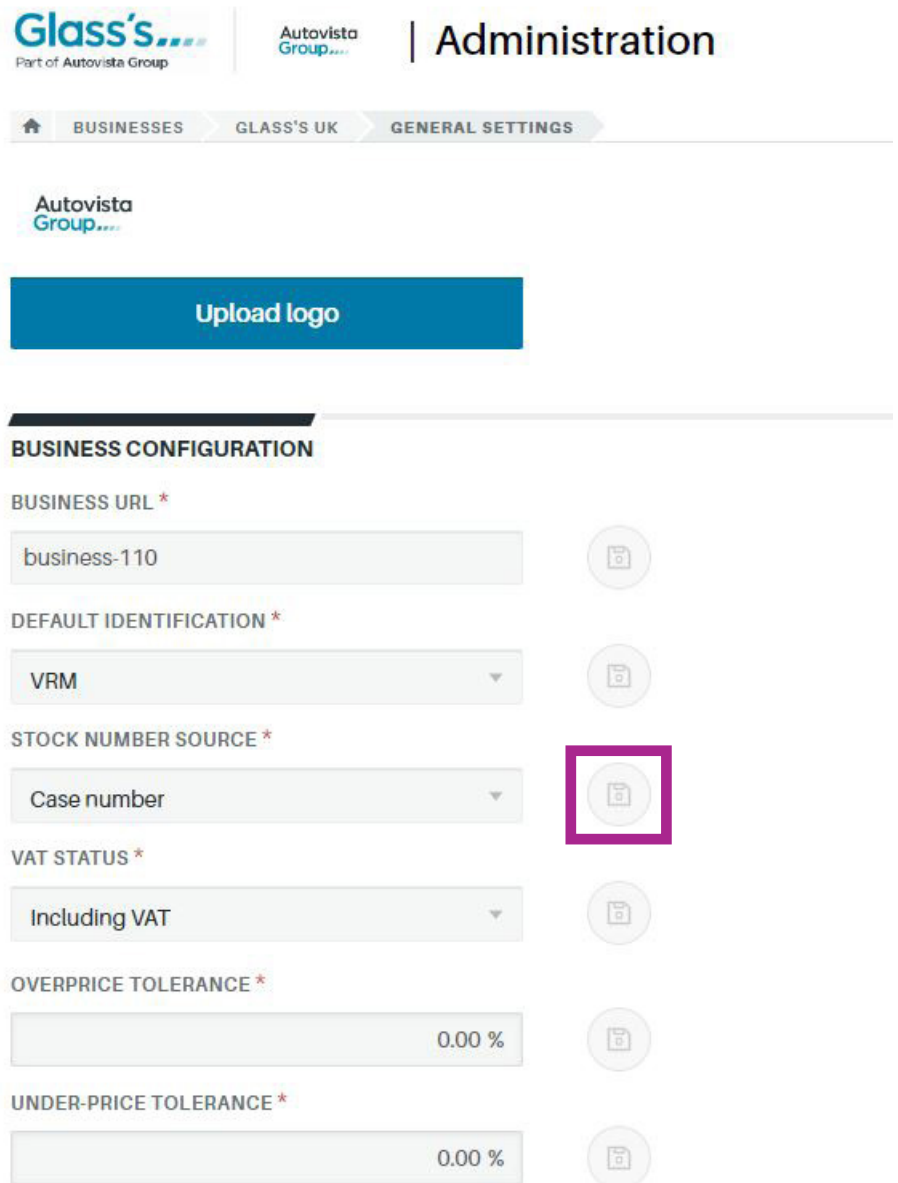 Glass's....
Part of Autovista Group
Autovista
Group....
| Administration
BUSINESSES GLASS'S UK GENERAL SETTINGS
Autovista
Group....
Upload logo
BUSINESS CONFIGURATION
BUSINESS URL *
business-110
DEFAULT IDENTIFICATION *
VRM
STOCK NUMBER SOURCE *
Case number
VAT STATUS *
Including VAT
OVERPRICE TOLERANCE *
0.00 %
UNDER-PRICE TOLERANCE *
0.00 %